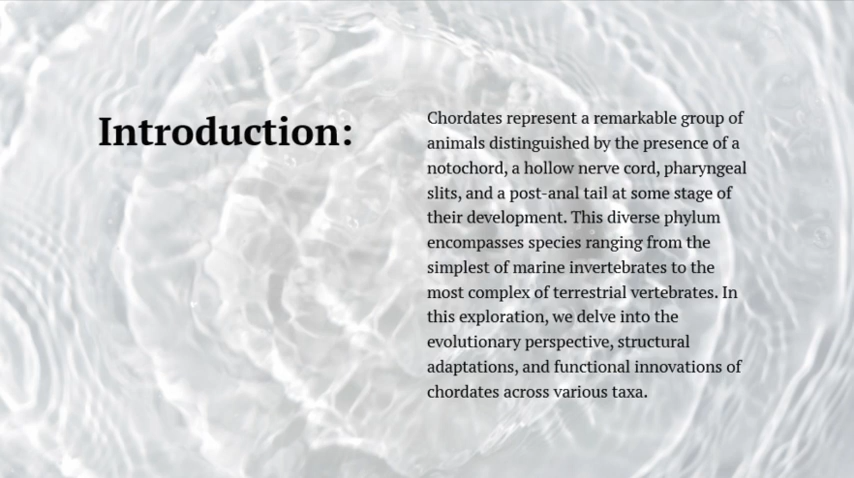 Introduction:
Chordates represent a remarkable group of
animals distinguished by the presence of a
notochord, a hollow nerve cord, pharyngeal
slits, and a post-anal tail at some stage of
their development. This diverse phylum
encompasses species ranging from the
simplest of marine invertebrates to the
most complex of terrestrial vertebrates. In
this exploration, we delve into the
evolutionary perspective, structural
adaptations, and functional innovations of
chordates across various taxa.